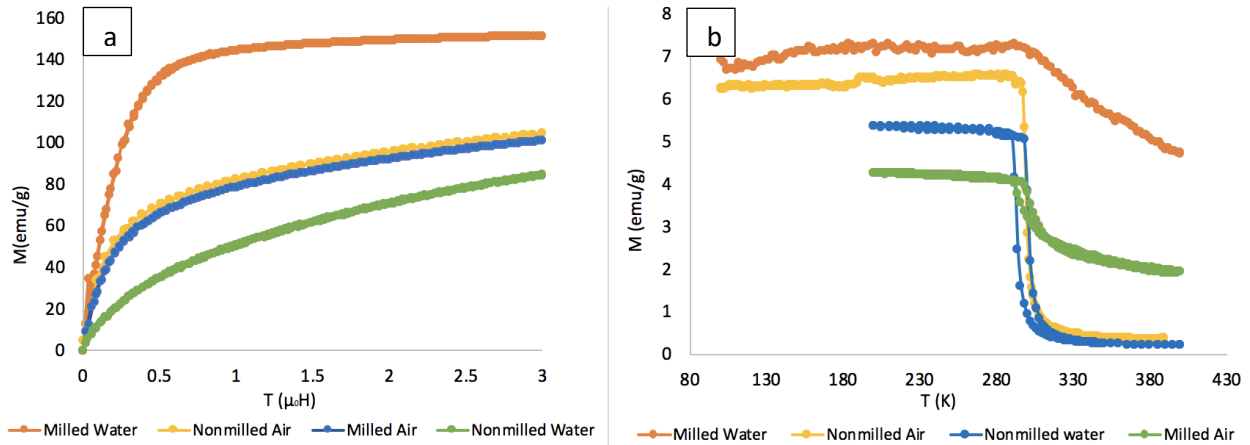 a
160
140
120
100
80
60
40
20
0
M(emu/g)
0 0.5 1 1.5 2 2.5 3
T (μ₀H)
Milled Water Nonmilled Air Milled Air Nonmilled Water
b
8
7
6
5
4
3
2
1
0
M (emu/g)
80 130 180 230 280 330 380 430
T (K)
Milled Water Nonmilled Air Nonmilled water Milled Air